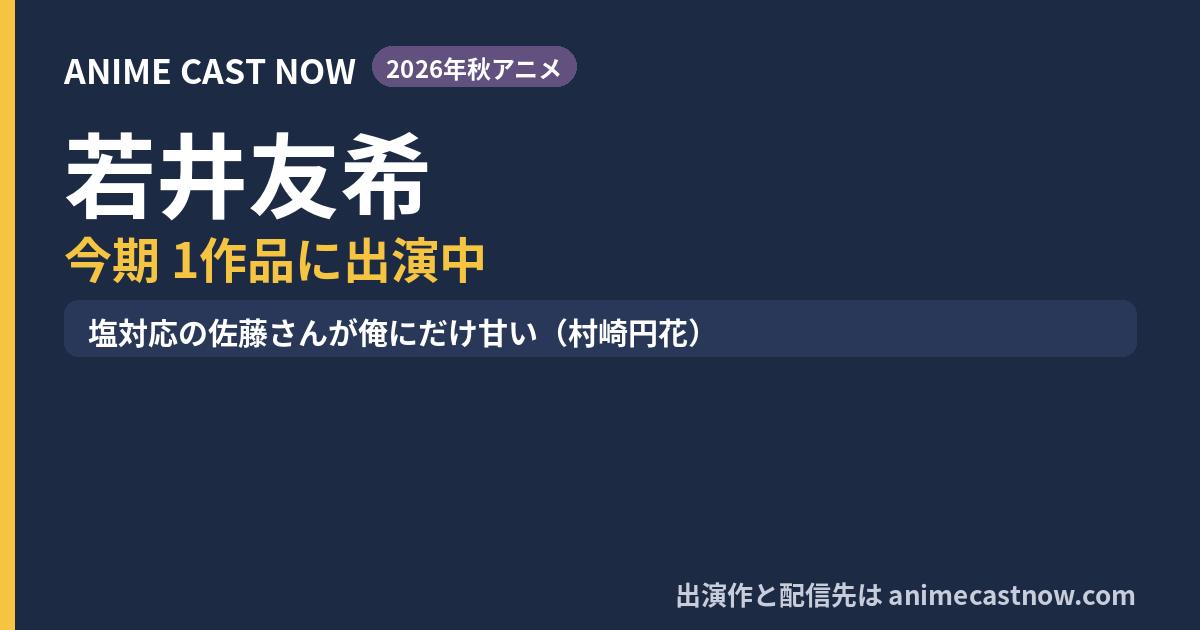 ANIME CAST NOW 2026年秋アニメ
若井友希
今期 1作品に出演中
塩対応の佐藤さんが俺にだけ甘い（村崎円花）
出演作と配信先は animecastnow.com